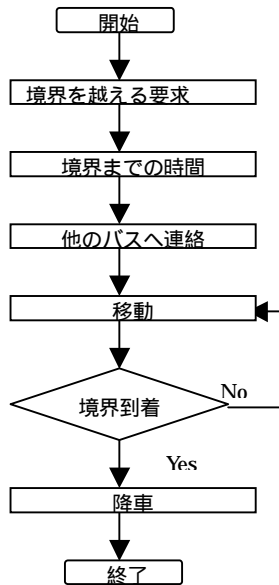 開始
境界を越える要求
境界までの時間
他のバスへ連絡
移動
境界到着
No
Yes
降車
終了